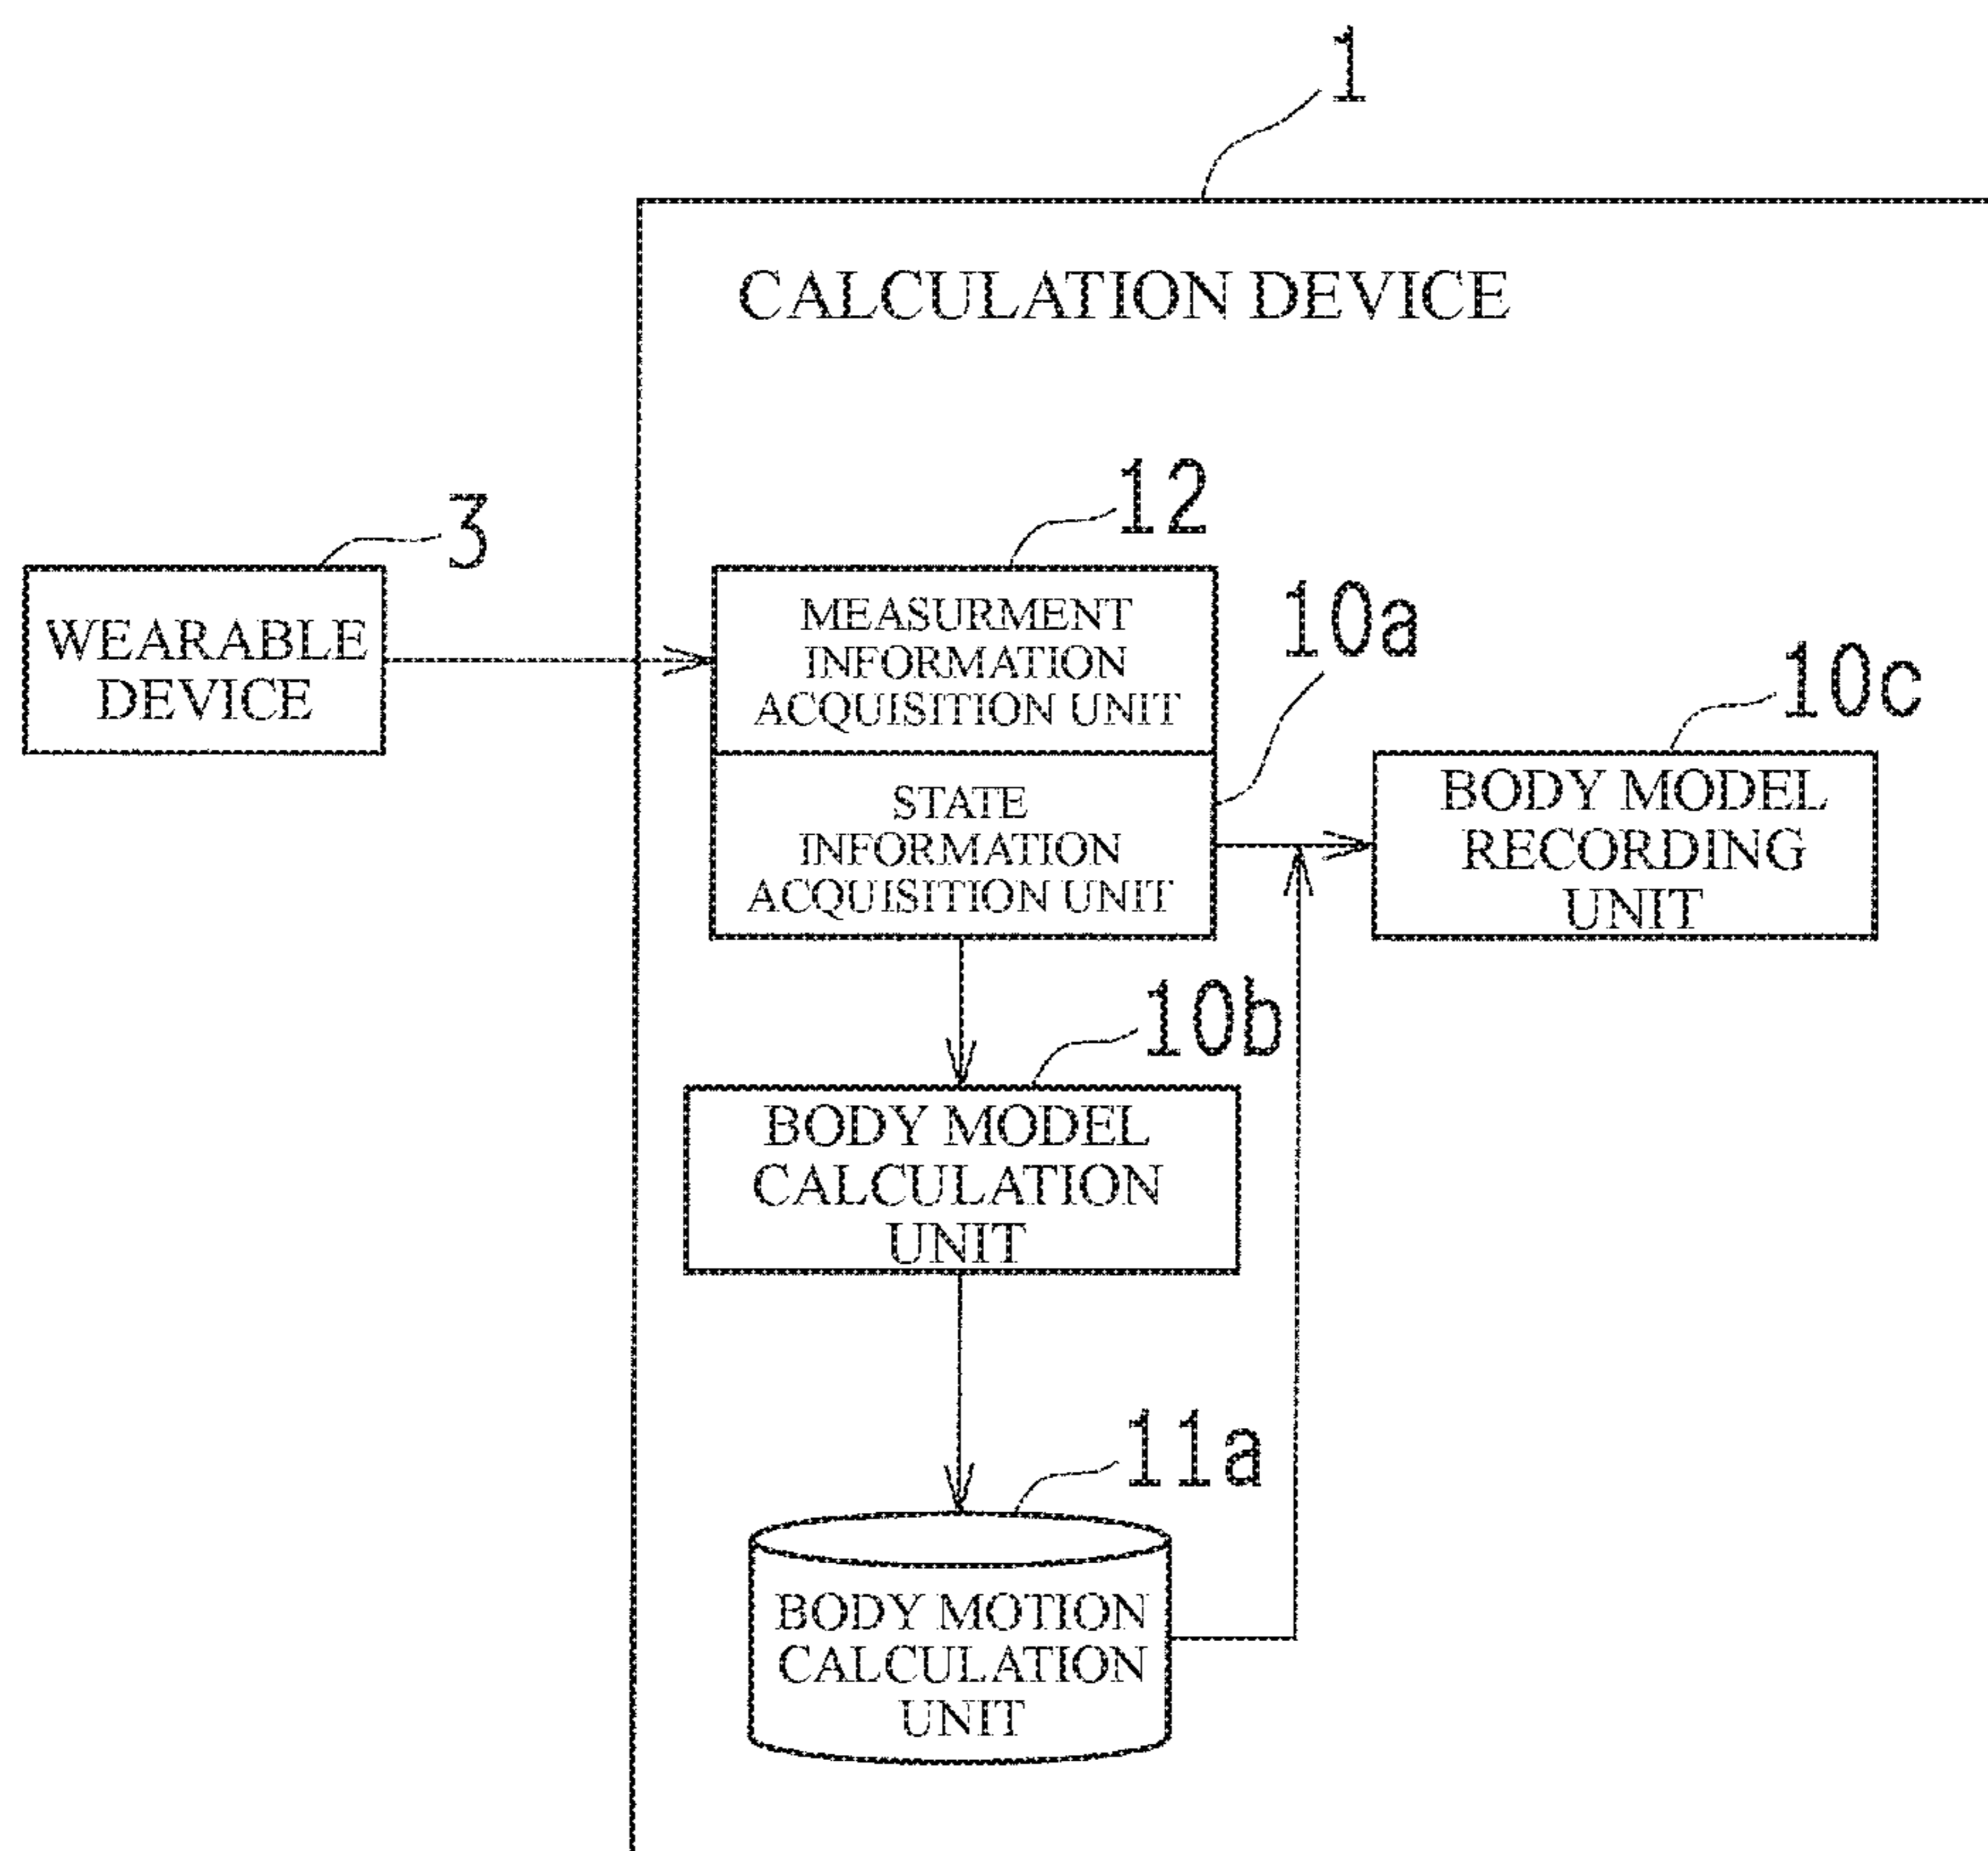 1
CALCULATION DEVICE
12
3
MEASURMENT
INFORMATION
ACQUISITION UNIT
10a
WEARABLE
DEVICE
10c
STATE
INFORMATION
ACQUISITION UNIT
BODY MODEL
RECORDING
UNIT
10b
BODY MODEL
CALCULATION
UNIT
11a
BODY MOTION
CALCULATION
UNIT